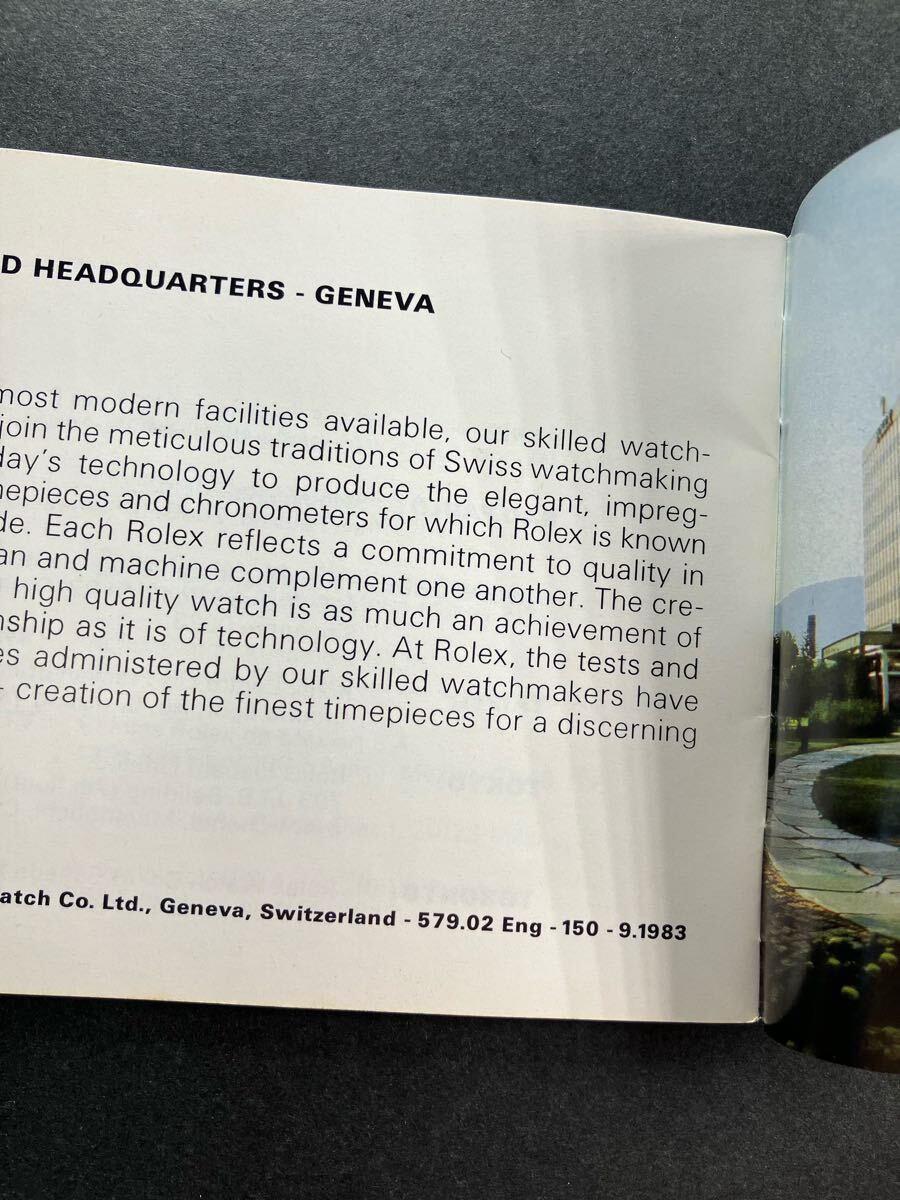 D HEADQUARTERS - GENEVA
most modern facilities available, our skilled watch-
join the meticulous traditions of Swiss watchmaking
day's technology to produce the elegant, impreg-
nepieces and chronometers for which Rolex is known
de. Each Rolex reflects a commitment to quality in
an and machine complement one another. The cre-
high quality watch is as much an achievement of
nship as it is of technology. At Rolex, the tests and
es administered by our skilled watchmakers have
creation of the finest timepieces for a discerning
atch Co. Ltd., Geneva, Switzerland - 579.02 Eng - 150 - 9.1983